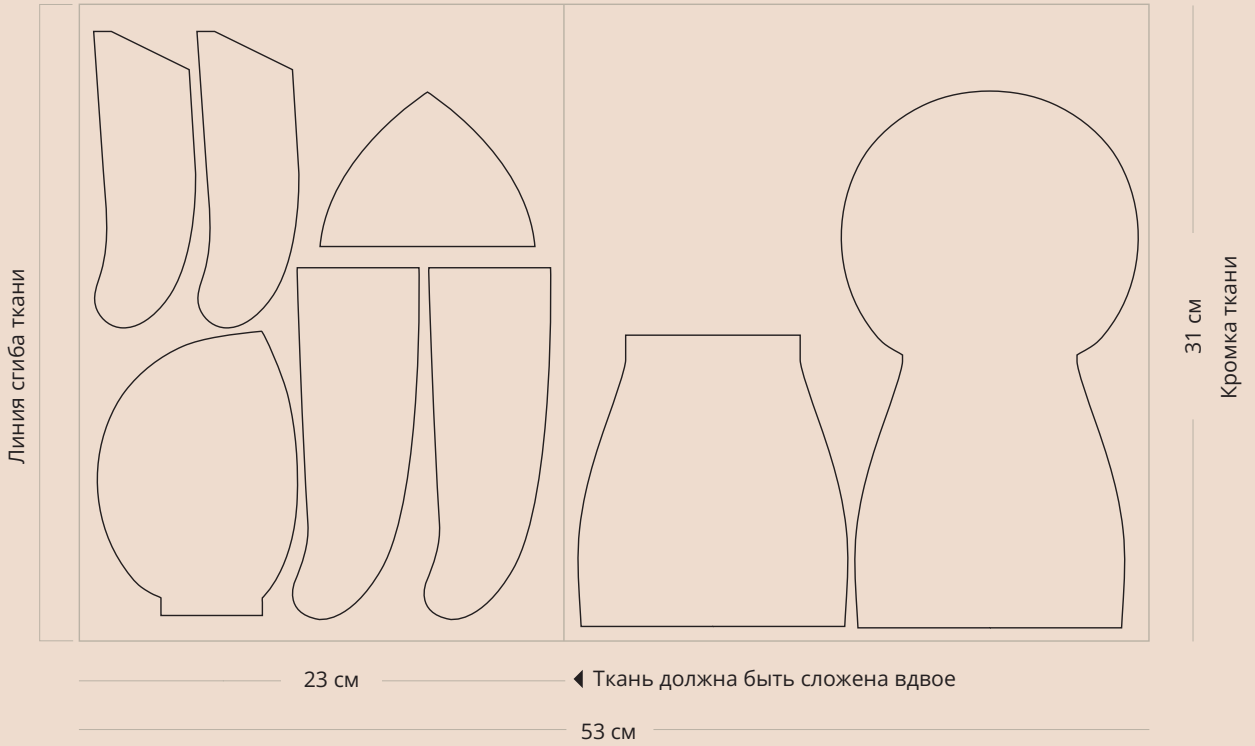 Линия сгиба ткани
31 см
Кромка ткани
23 см
Ткань должна быть сложена вдвое
53 см